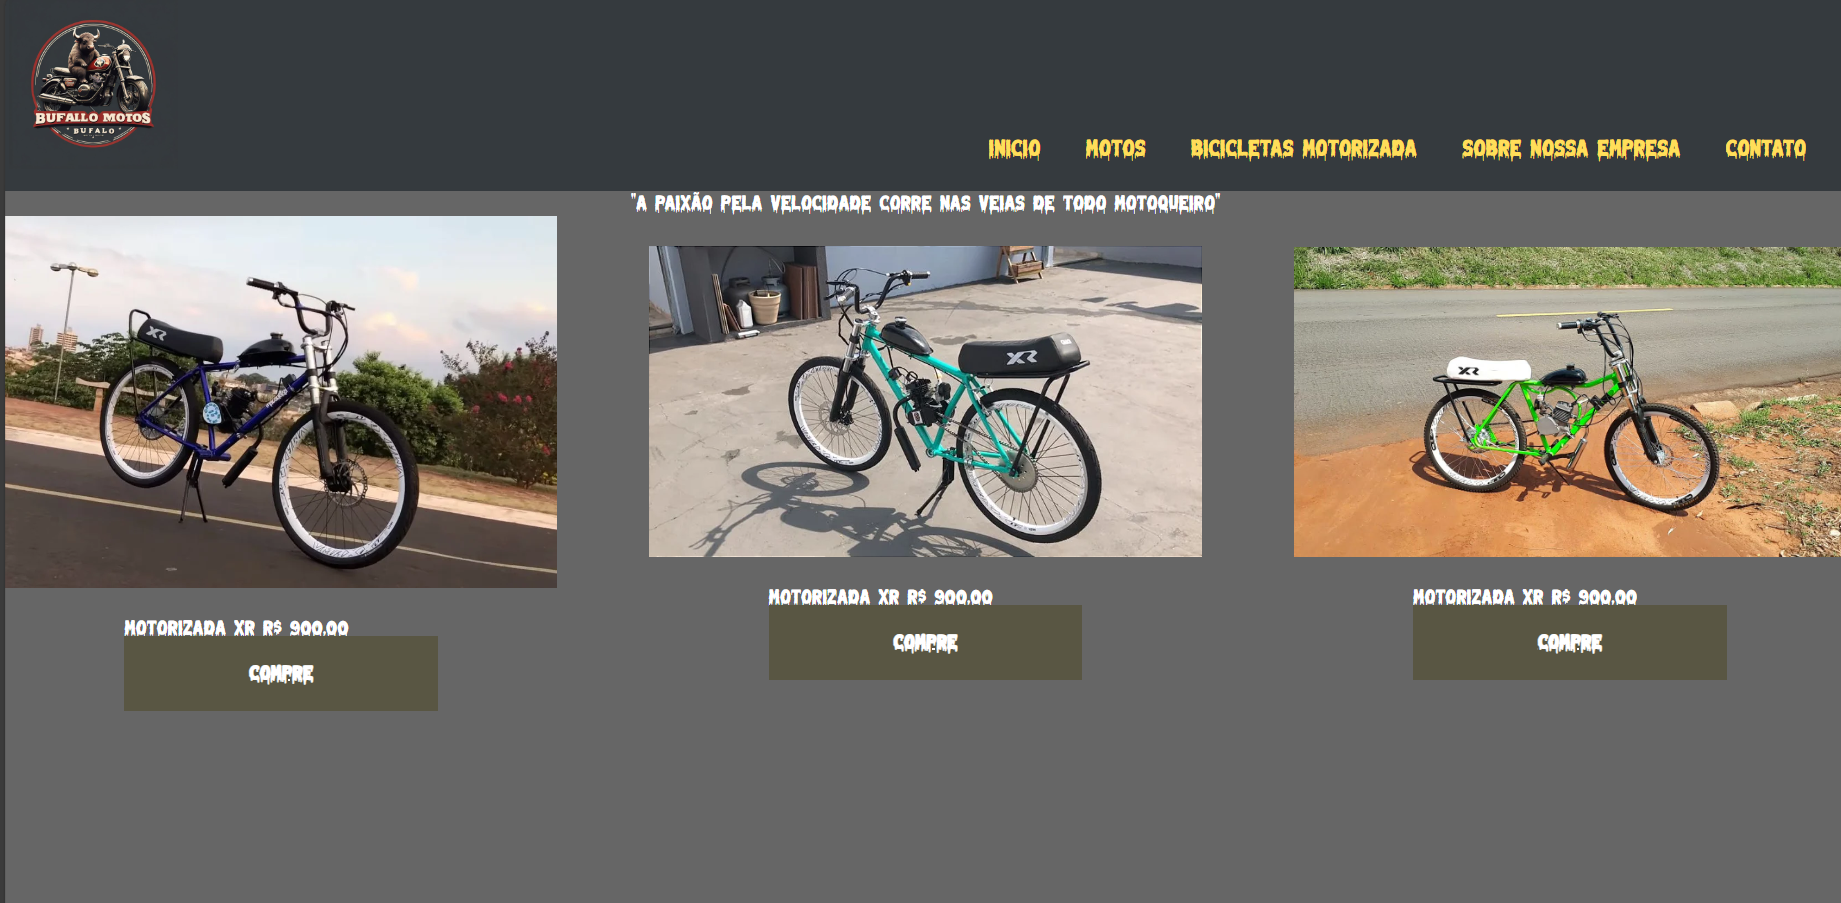 BUFALLO MOTOS
BUFALO
INICIO
MOTOS
BICICLETAS MOTORIZADA
SOBRE NOSSA EMPRESA
CONTATO
"A PAIXÃO PELA VELOCIDADE CORRE NAS VEIAS DE TODO MOTOQUEIRO"
XR
XR
XR
MOTORIZADA XR R$ 900,00
COMPRE
MOTORIZADA XR R$ 900,00
COMPRE
MOTORIZADA XR R$ 900,00
COMPRE